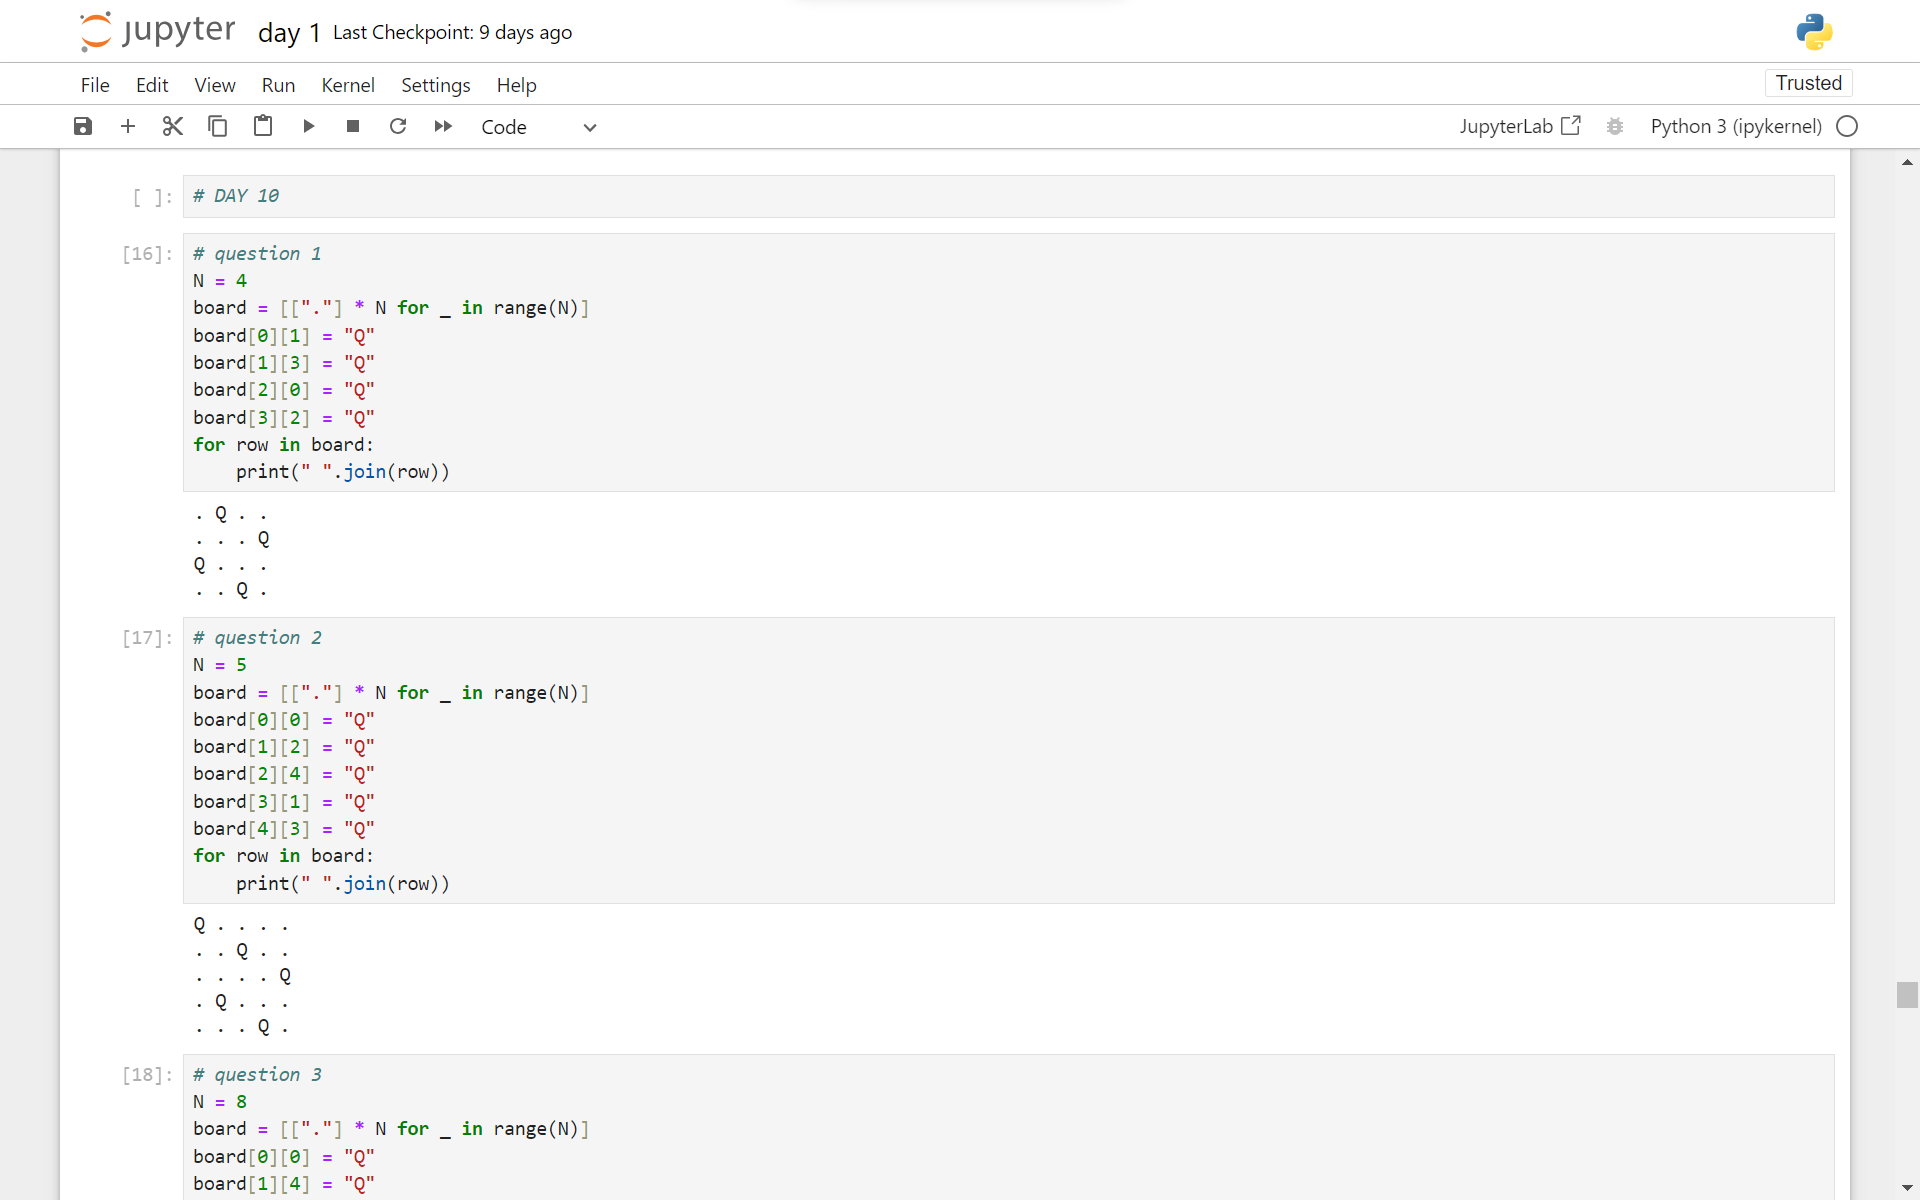 jupyter day 1 Last Checkpoint: 9 days ago
File Edit View Run Kernel Settings Help Trusted
Code JupyterLab Python 3 (ipykernel)
[ ]: # DAY 10
[16]: # question 1
N = 4
board = [["."] * N for _ in range(N)]
board[0][1] = "Q"
board[1][3] = "Q"
board[2][0] = "Q"
board[3][2] = "Q"
for row in board:
    print(" ".join(row))
. Q . .
. . . Q
Q . . .
. . Q .
[17]: # question 2
N = 5
board = [["."] * N for _ in range(N)]
board[0][0] = "Q"
board[1][2] = "Q"
board[2][4] = "Q"
board[3][1] = "Q"
board[4][3] = "Q"
for row in board:
    print(" ".join(row))
Q . . . .
. . Q . .
. . . . Q
. Q . . .
. . . Q .
[18]: # question 3
N = 8
board = [["."] * N for _ in range(N)]
board[0][0] = "Q"
board[1][4] = "Q"